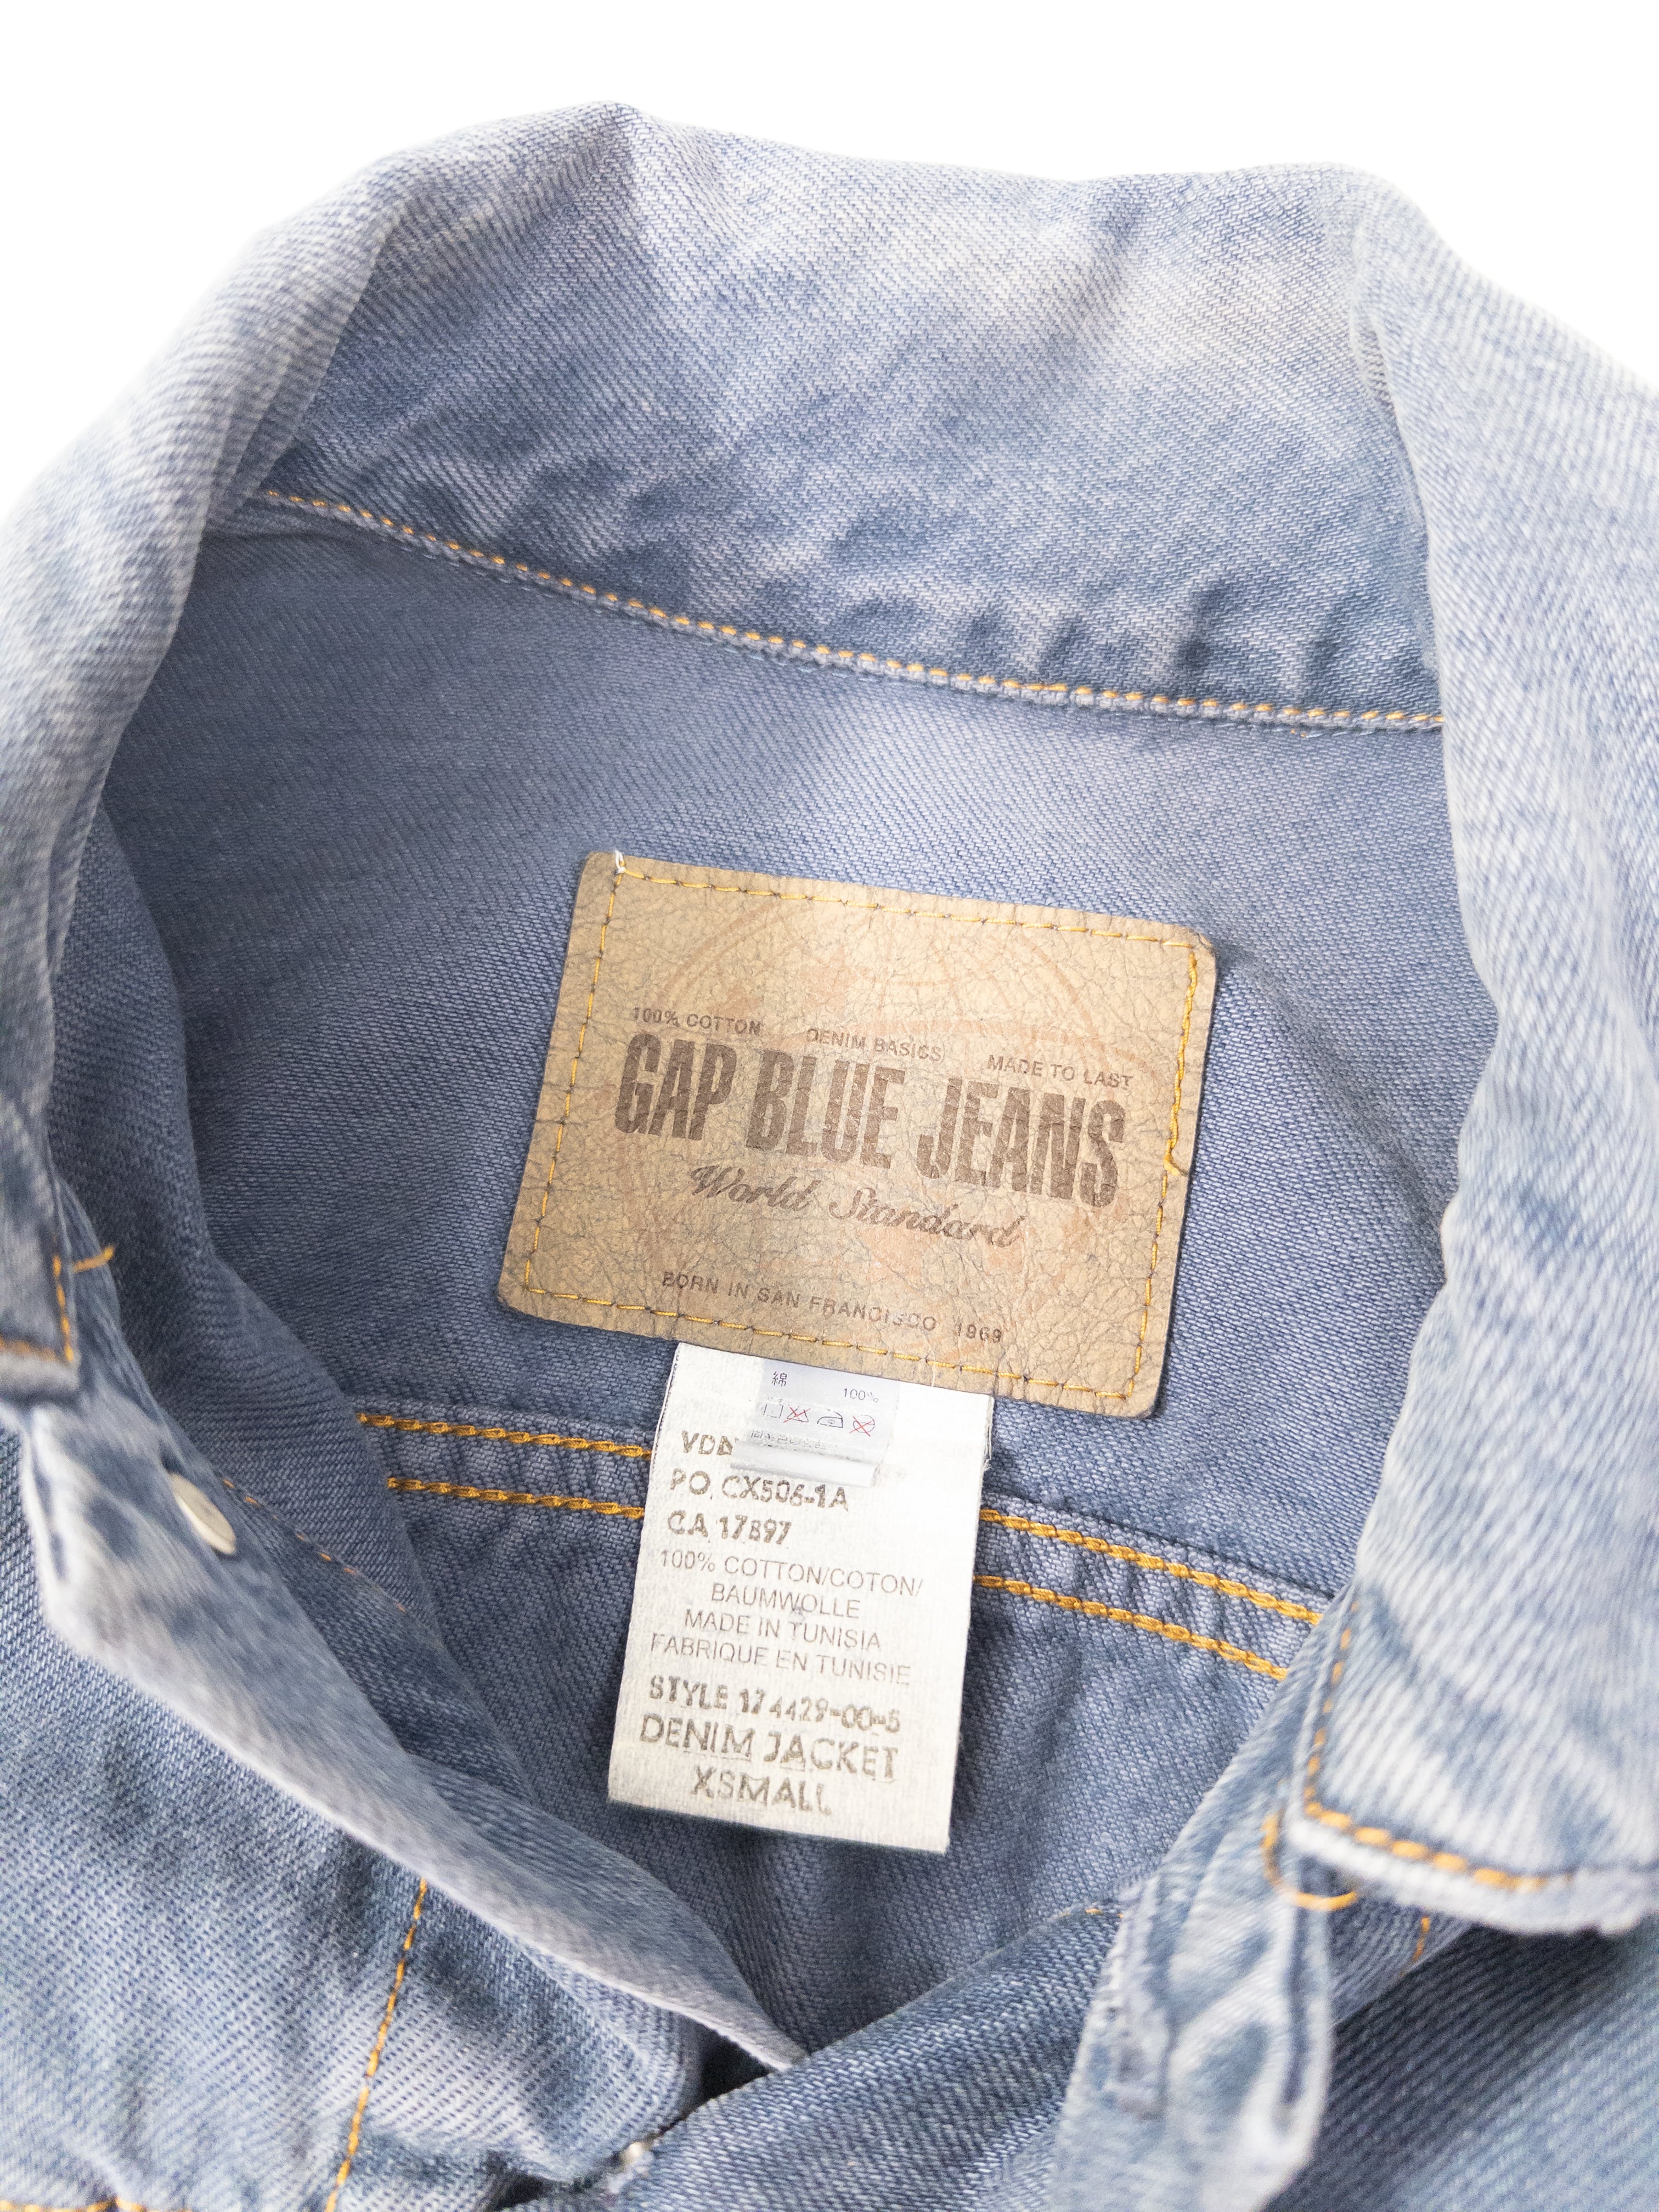 100% COTTON DENIM BASICS MADE TO LAST
GAP BLUE JEANS
World Standard
BORN IN SAN FRANCISCO 1969
綿 100%
PO. CX506-1A
CA 17897
100% COTTON/COTON/
BAUMWOLLE
MADE IN TUNISIA
FABRIQUE EN TUNISIE
STYLE 174429-00-5
DENIM JACKET
XSMALL